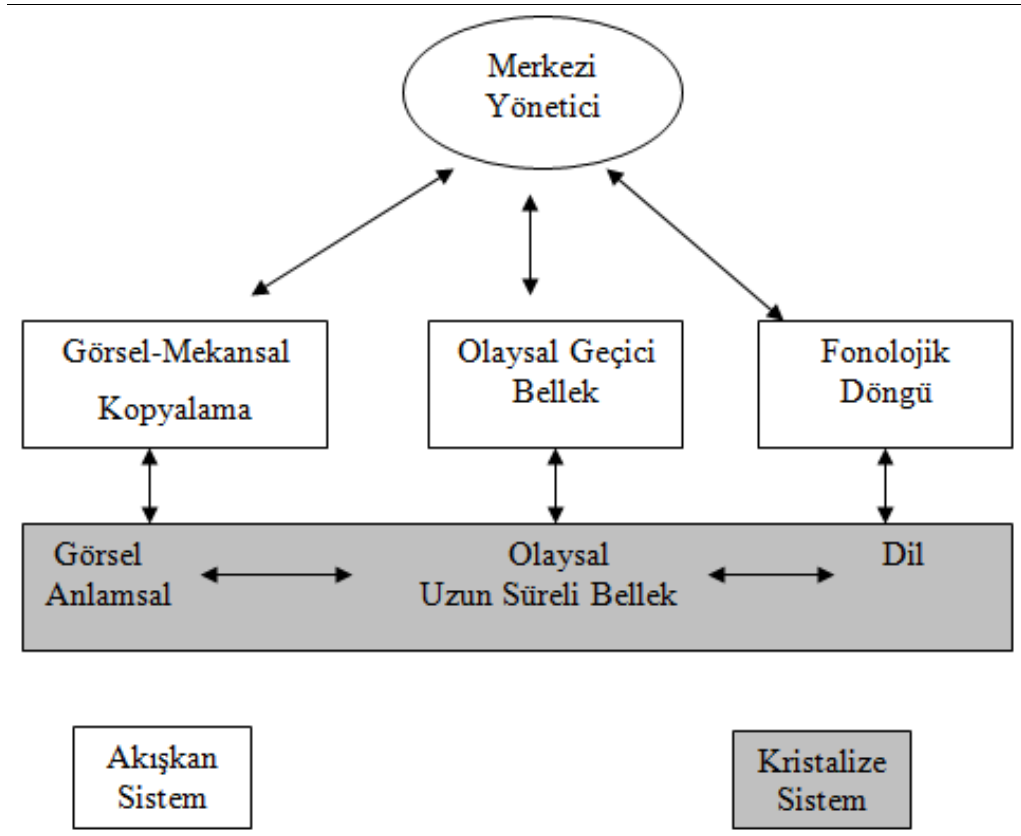 Merkezi
Yönetici
Görsel-Mekansal
Kopyalama
Olaysal Geçici
Bellek
Fonolojik
Döngü
Görsel
Anlamsal
Olaysal
Uzun Süreli Bellek
Dil
Akışkan
Sistem
Kristalize
Sistem